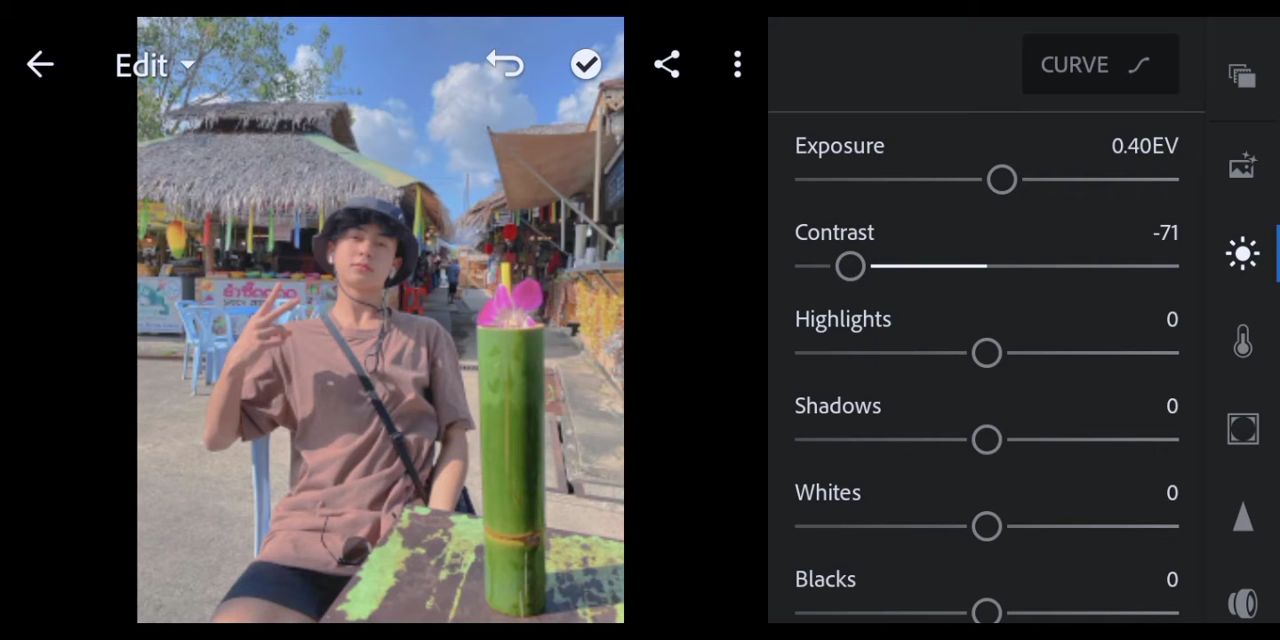 Edit
CURVE
Exposure 0.40EV
Contrast -71
Highlights 0
Shadows 0
Whites 0
Blacks 0